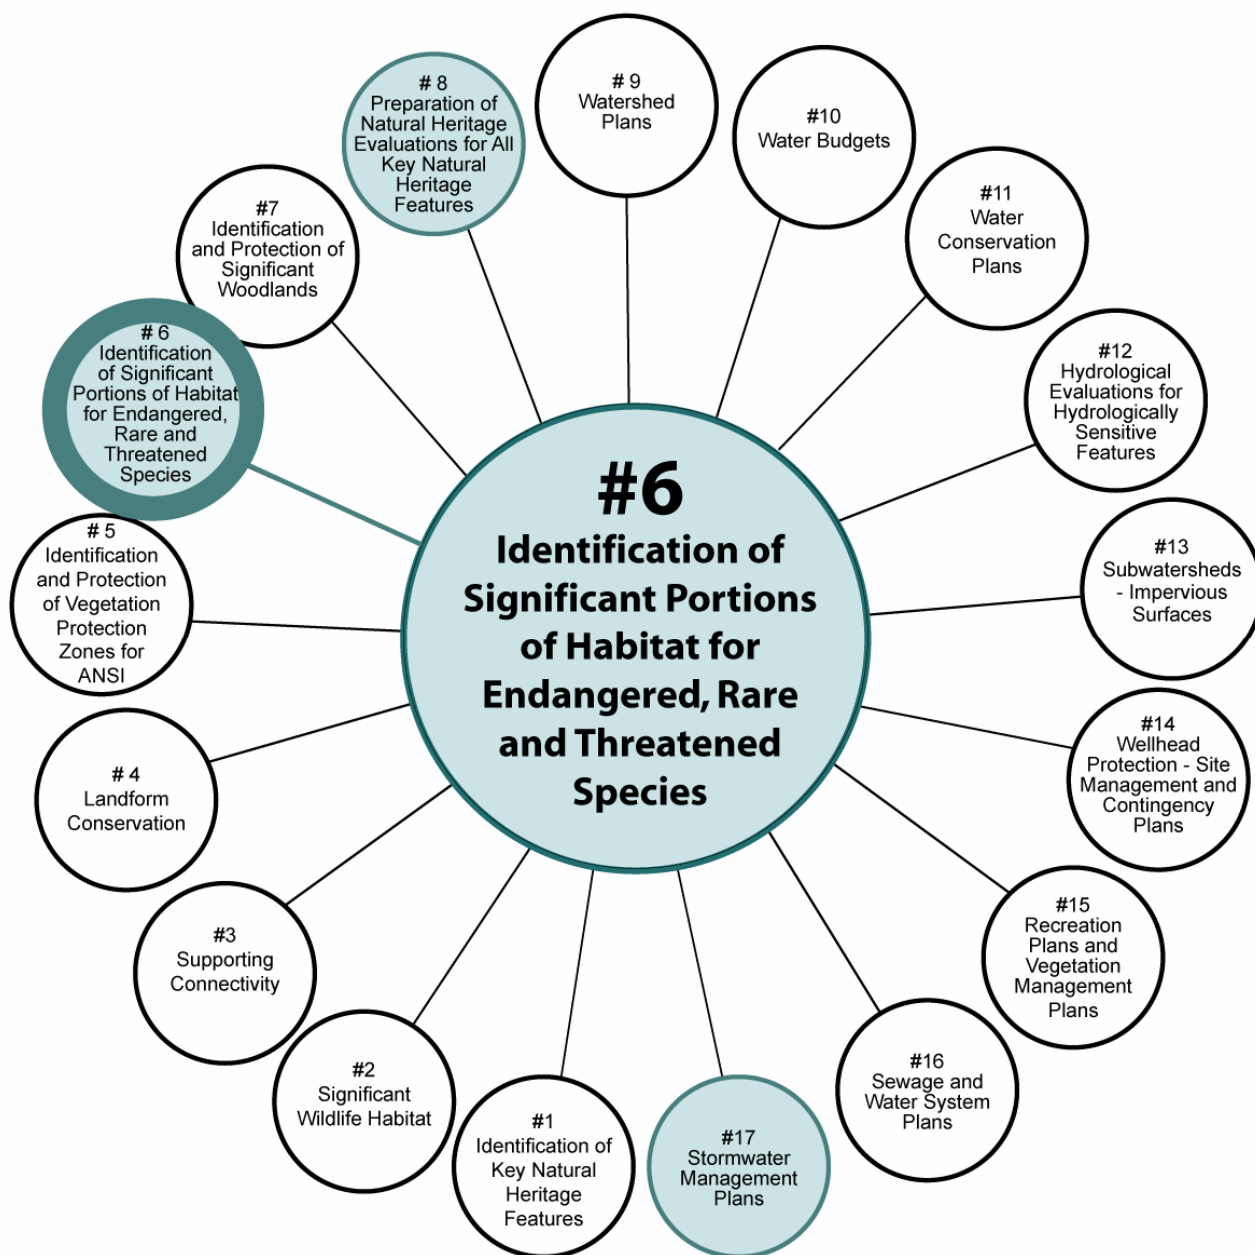 #6
Identification of
Significant Portions
of Habitat for
Endangered, Rare
and Threatened
Species
#1
Identification of
Key Natural
Heritage
Features
#2
Significant
Wildlife Habitat
#3
Supporting
Connectivity
# 4
Landform
Conservation
# 5
Identification
and Protection
of Vegetation
Protection
Zones for
ANSI
# 6
Identification
of Significant
Portions of Habitat
for Endangered,
Rare and
Threatened
Species
#7
Identification
and Protection of
Significant
Woodlands
# 8
Preparation of
Natural Heritage
Evaluations for All
Key Natural
Heritage
Features
# 9
Watershed
Plans
#10
Water Budgets
#11
Water
Conservation
Plans
#12
Hydrological
Evaluations for
Hydrologically
Sensitive
Features
#13
Subwatersheds
- Impervious
Surfaces
#14
Wellhead
Protection - Site
Management and
Contingency
Plans
#15
Recreation
Plans and
Vegetation
Management
Plans
#16
Sewage and
Water System
Plans
#17
Stormwater
Management
Plans